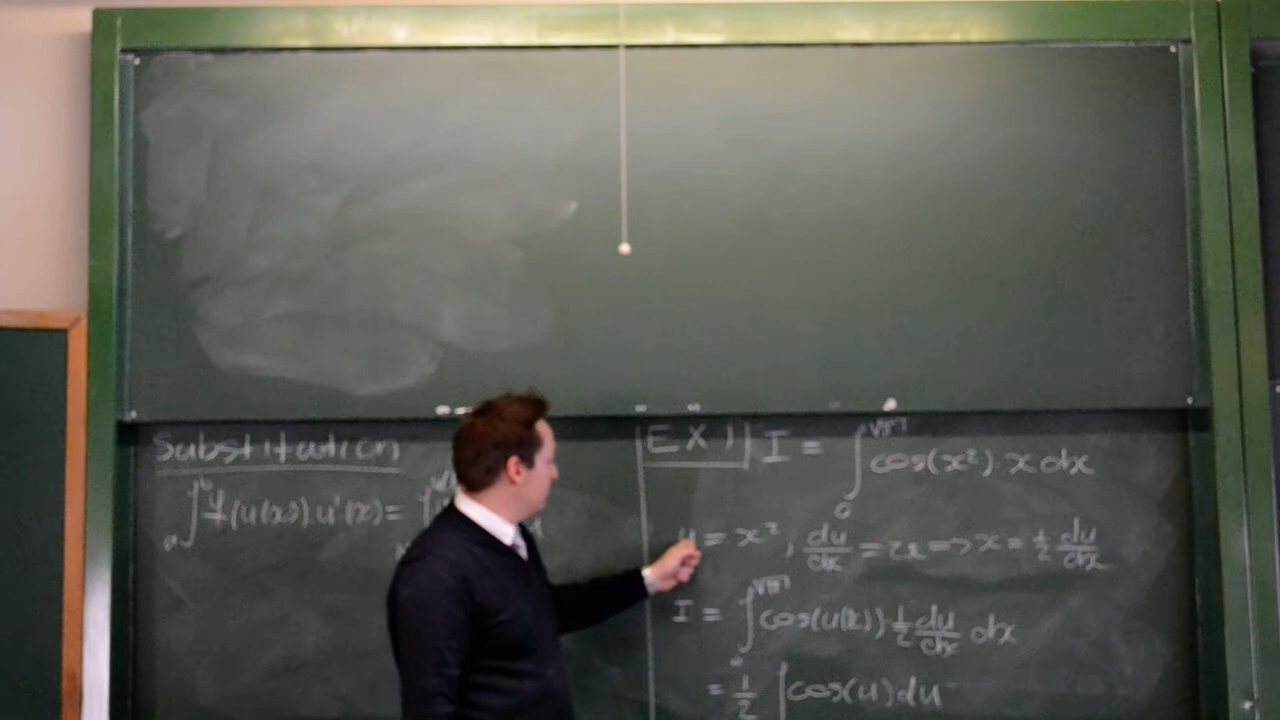 Substitution
∫ₐᵇ f(u(x)).u'(x) = ∫
EX 1) I = ∫₀^√π cos(x²).x dx
u = x², du/dx = 2x => x = ½ du/dx
I = ∫₀^√π cos(u(x)) ½ du/dx dx
= ½ ∫cos(u)du